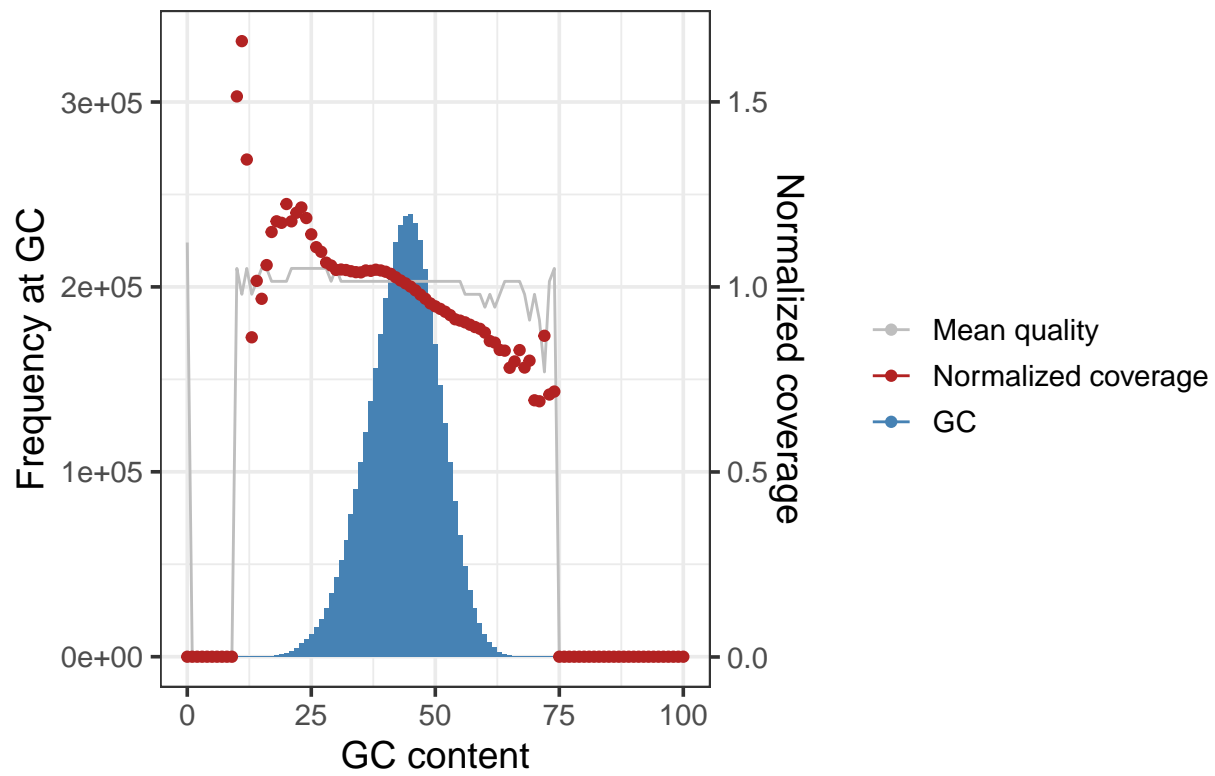 Frequency at GC
3e+05
2e+05
1e+05
0e+00
0
25
50
75
100
GC content
1.5
1.0
0.5
0.0
Normalized coverage
Mean quality
Normalized coverage
GC